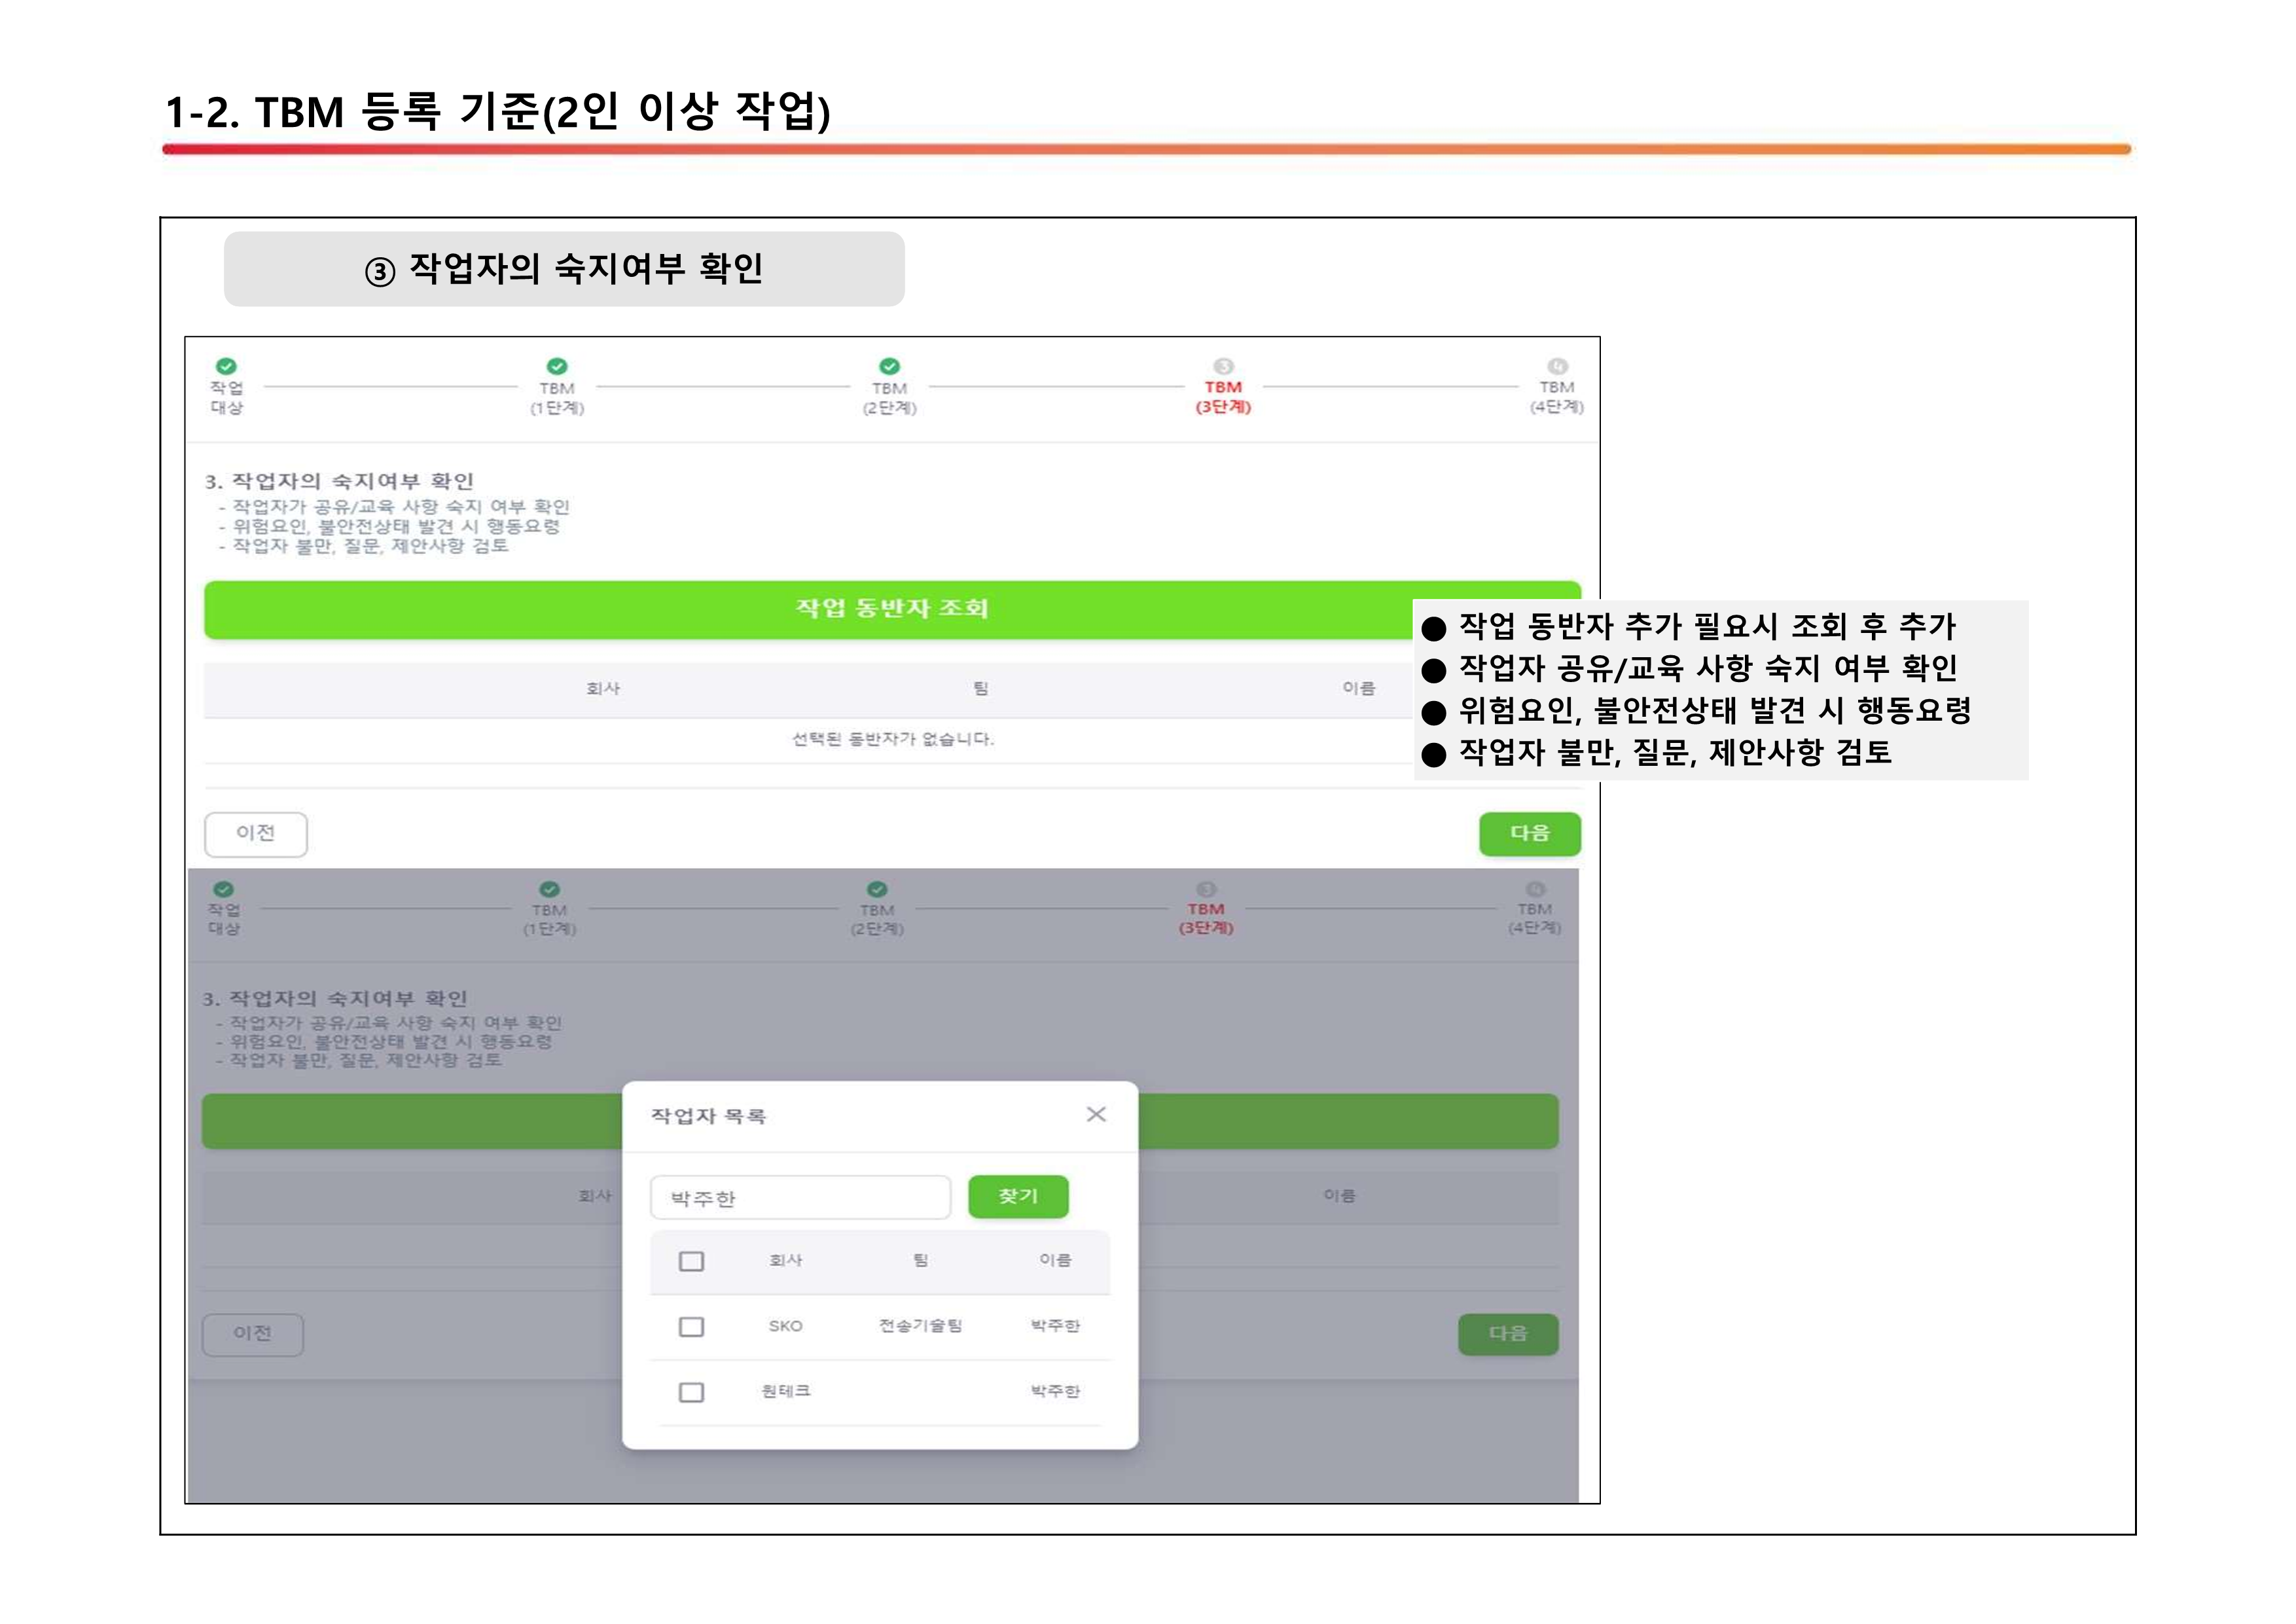 1-2. TBM 등록 기준(2인 이상 작업)
③ 작업자의 숙지여부 확인
작업
대상
TBM
(1단계)
TBM
(2단계)
3
TBM
(3단계)
4
TBM
(4단계)
3. 작업자의 숙지여부 확인
- 작업자가 공유/교육 사항 숙지 여부 확인
- 위험요인, 불안전상태 발견 시 행동요령
- 작업자 불만, 질문, 제안사항 검토
작업 동반자 조회
회사 팀 이름
선택된 동반자가 없습니다.
● 작업 동반자 추가 필요시 조회 후 추가
● 작업자 공유/교육 사항 숙지 여부 확인
● 위험요인, 불안전상태 발견 시 행동요령
● 작업자 불만, 질문, 제안사항 검토
이전 다음
작업
대상
TBM
(1단계)
TBM
(2단계)
3
TBM
(3단계)
4
TBM
(4단계)
3. 작업자의 숙지여부 확인
- 작업자가 공유/교육 사항 숙지 여부 확인
- 위험요인, 불안전상태 발견 시 행동요령
- 작업자 불만, 질문, 제안사항 검토
회사 이름
작업자 목록
박주한 찾기
회사 팀 이름
SKO 전송기술팀 박주한
원테크 박주한
이전 다음